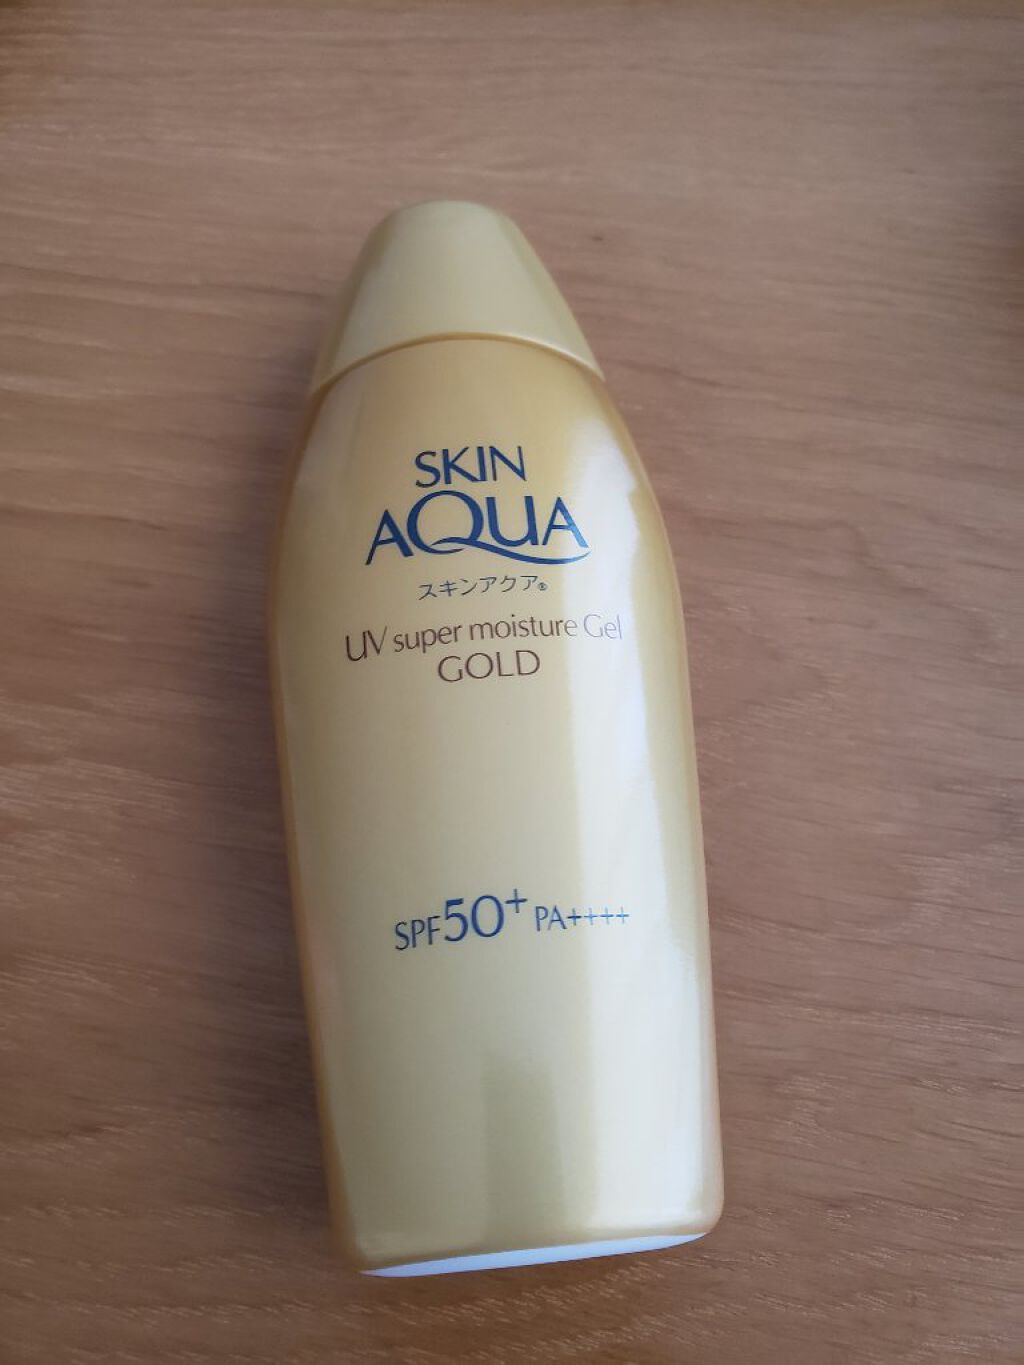 SKIN
AQUA
スキンアクア®
UV super moisture Gel
GOLD
SPF50+ PA++++